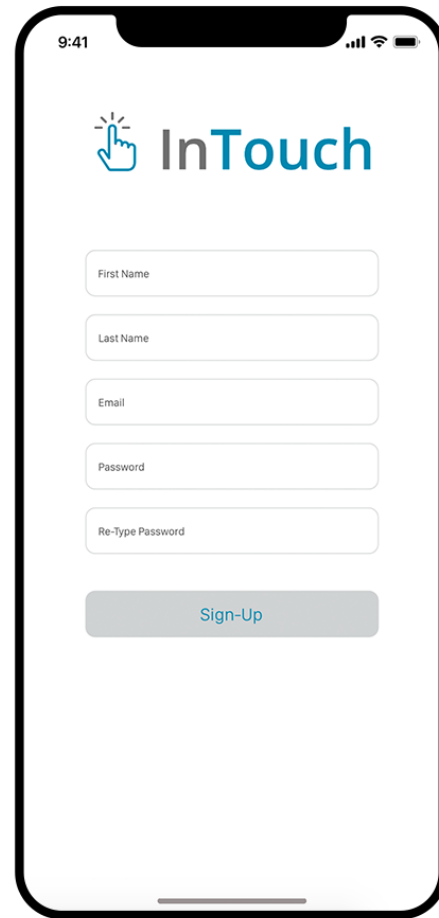 9:41
InTouch
First Name
Last Name
Email
Password
Re-Type Password
Sign-Up